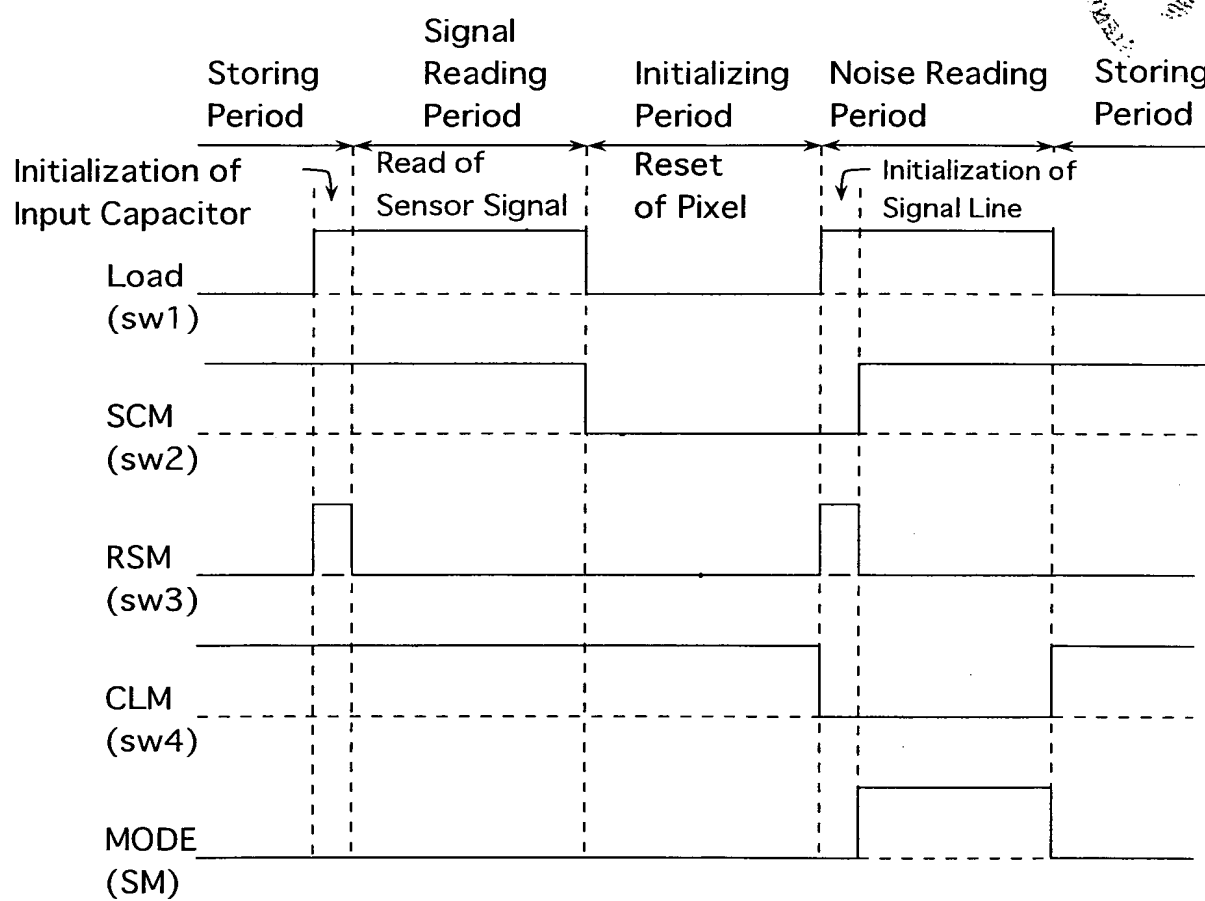 Storing
Period
Signal
Reading
Period
Initializing
Period
Noise Reading
Period
Storing
Period
Initialization of
Input Capacitor
Read of
Sensor Signal
Reset
of Pixel
Initialization of
Signal Line
Load
(sw1)
SCM
(sw2)
RSM
(sw3)
CLM
(sw4)
MODE
(SM)